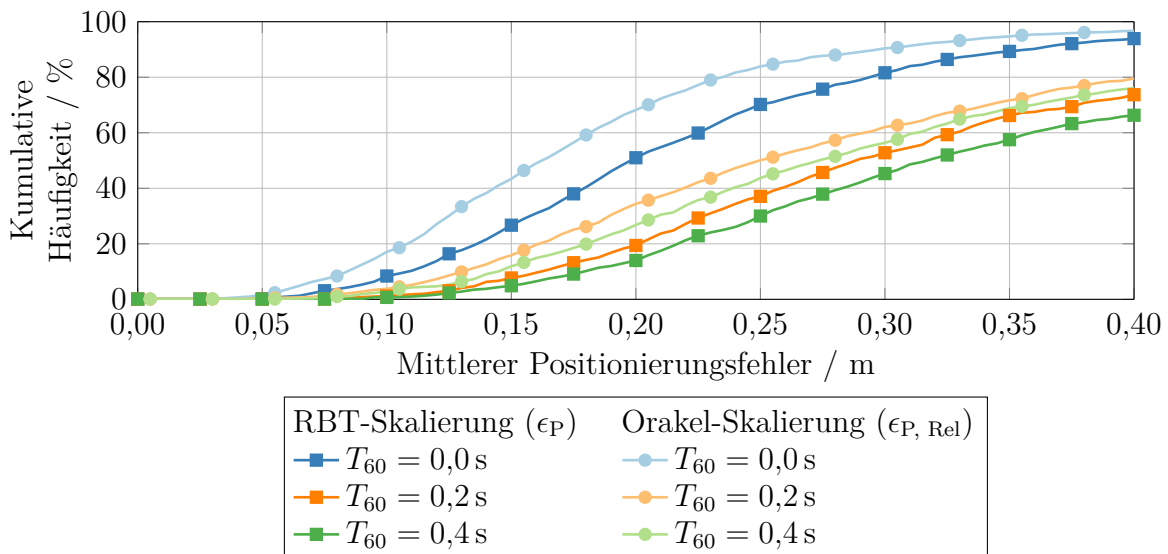 Kumulative
Häufigkeit / %
100
80
60
40
20
0
0,00 0,05 0,10 0,15 0,20 0,25 0,30 0,35 0,40
Mittlerer Positionierungsfehler / m
RBT-Skalierung (ϵP) Orakel-Skalierung (ϵP, Rel)
T60 = 0,0 s T60 = 0,0 s
T60 = 0,2 s T60 = 0,2 s
T60 = 0,4 s T60 = 0,4 s